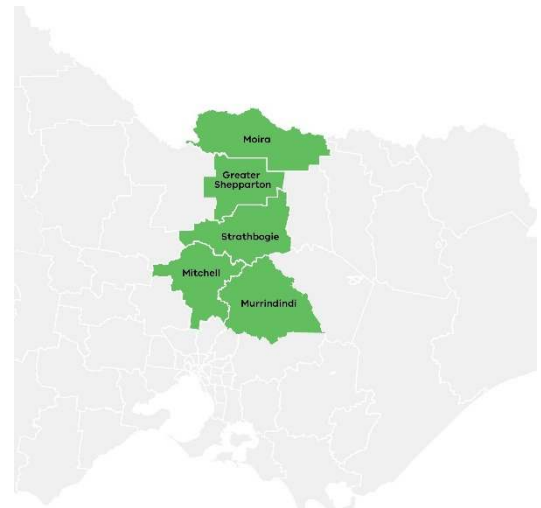 Moira
Greater
Shepparton
Strathbogie
Mitchell
Murrindindi